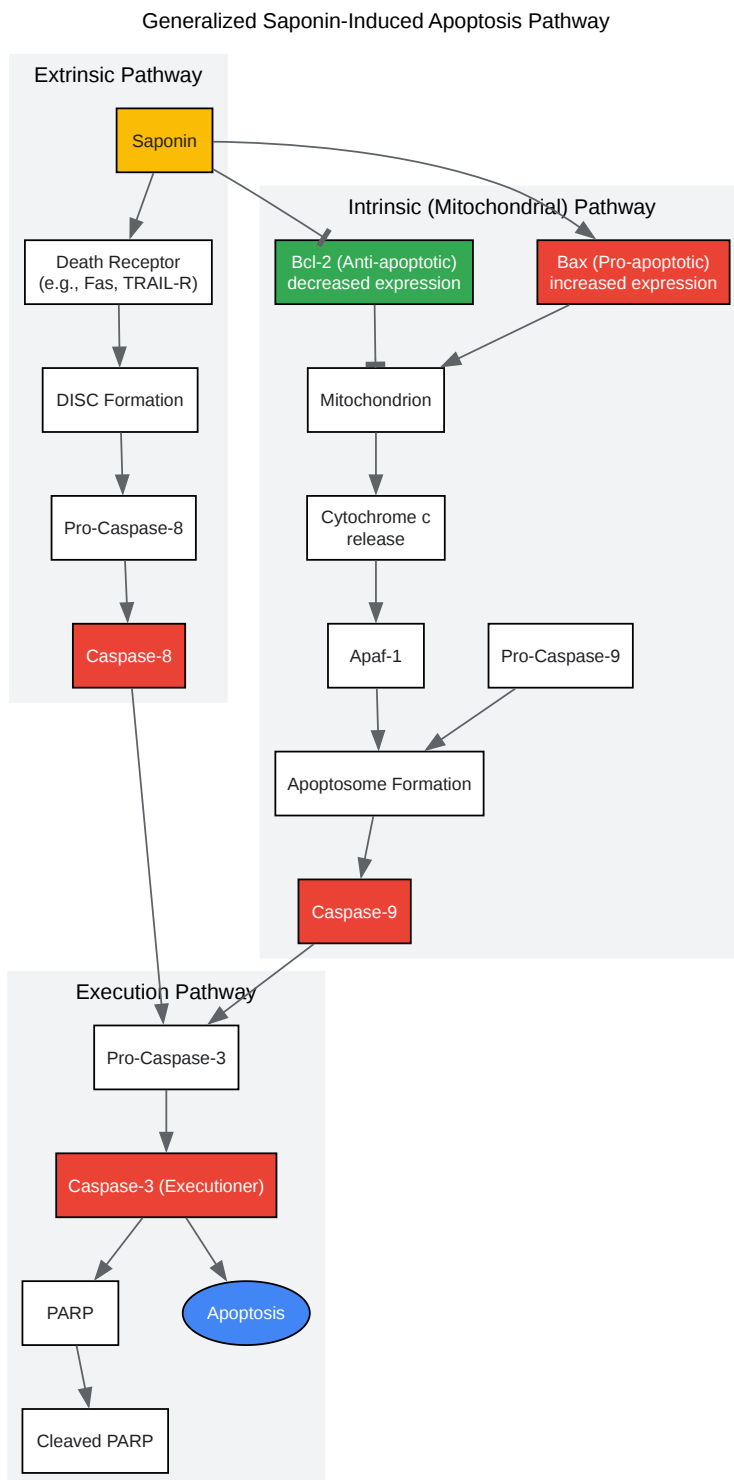 Generalized Saponin-Induced Apoptosis Pathway
Extrinsic Pathway
Saponin
Intrinsic (Mitochondrial) Pathway
Death Receptor
(e.g., Fas, TRAIL-R)
Bcl-2 (Anti-apoptotic)
decreased expression
Bax (Pro-apoptotic)
increased expression
DISC Formation
Mitochondrion
Pro-Caspase-8
Cytochrome c
release
Caspase-8
Apaf-1
Pro-Caspase-9
Apoptosome Formation
Caspase-9
Execution Pathway
Pro-Caspase-3
Caspase-3 (Executioner)
PARP
Apoptosis
Cleaved PARP